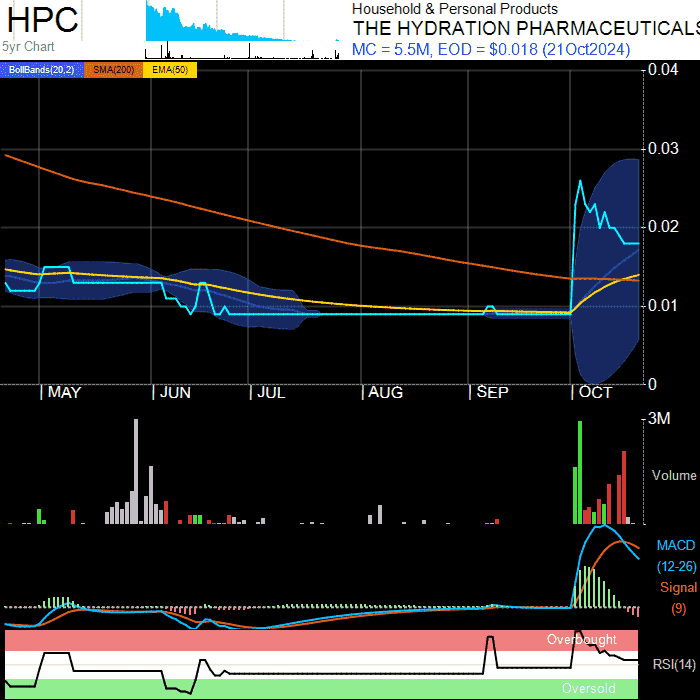 HPC
5yr Chart
Household & Personal Products
THE HYDRATION PHARMACEUTICALS
MC = 5.5M, EOD = $0.018 (21Oct2024)
BollBands(20,2) SMA(200) EMA(50)
0.04
0.03
0.02
0.01
0
MAY JUN JUL AUG SEP OCT
3M
Volume
MACD
(12-26)
Signal
(9)
Overbought
RSI(14)
Oversold